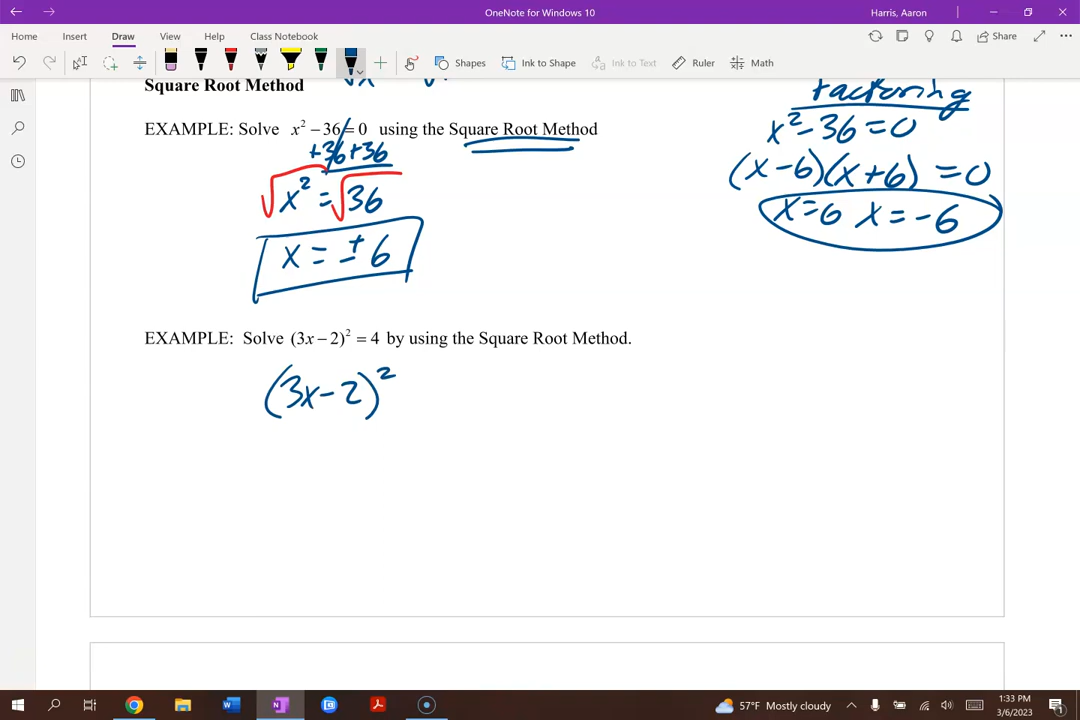 OneNote for Windows 10
Harris, Aaron
Home Insert Draw View Help Class Notebook
Shapes Ink to Shape Ink to Text Ruler Math Share
Square Root Method
factoring
EXAMPLE: Solve x² − 36 = 0 using the Square Root Method
+36 +36
x² − 36 = 0
√x² = √36
(x − 6)(x + 6) = 0
x = ± 6
x = 6 x = −6
EXAMPLE: Solve (3x − 2)² = 4 by using the Square Root Method.
(3x − 2)²
57°F Mostly cloudy
1:33 PM
3/6/2023